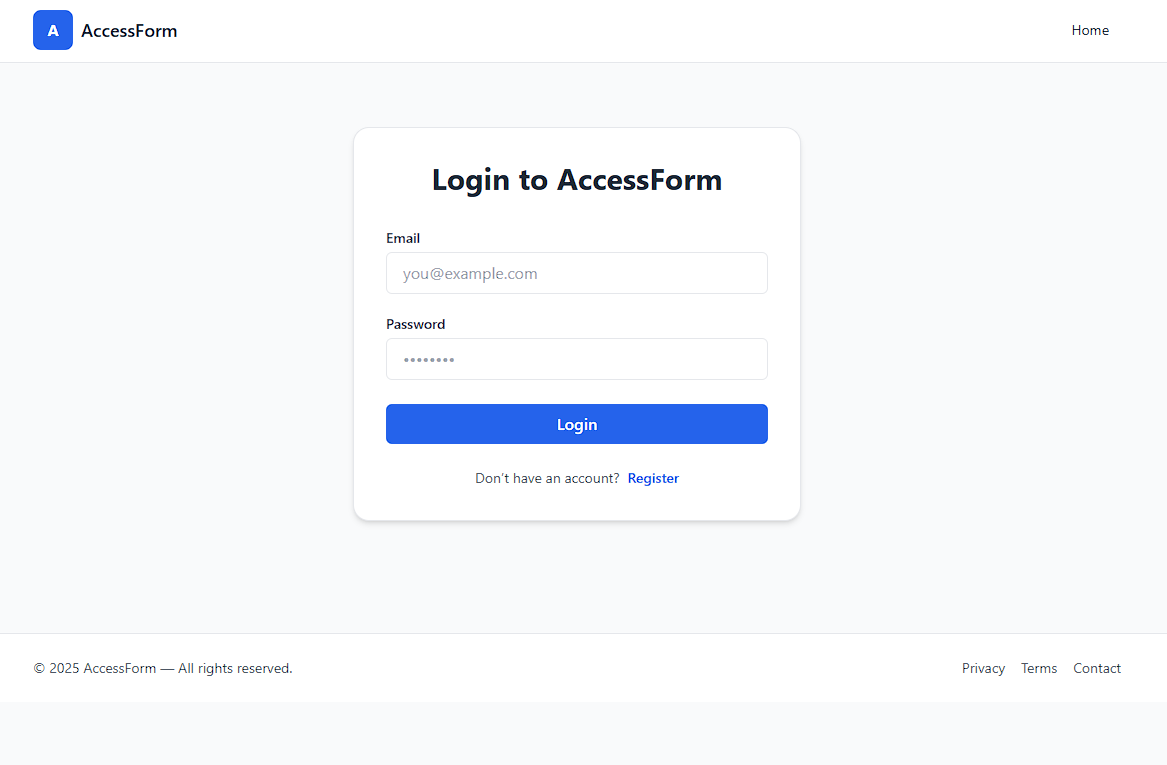 A AccessForm
Home
Login to AccessForm
Email
you@example.com
Password
••••••••
Login
Don't have an account? Register
© 2025 AccessForm — All rights reserved.
Privacy Terms Contact